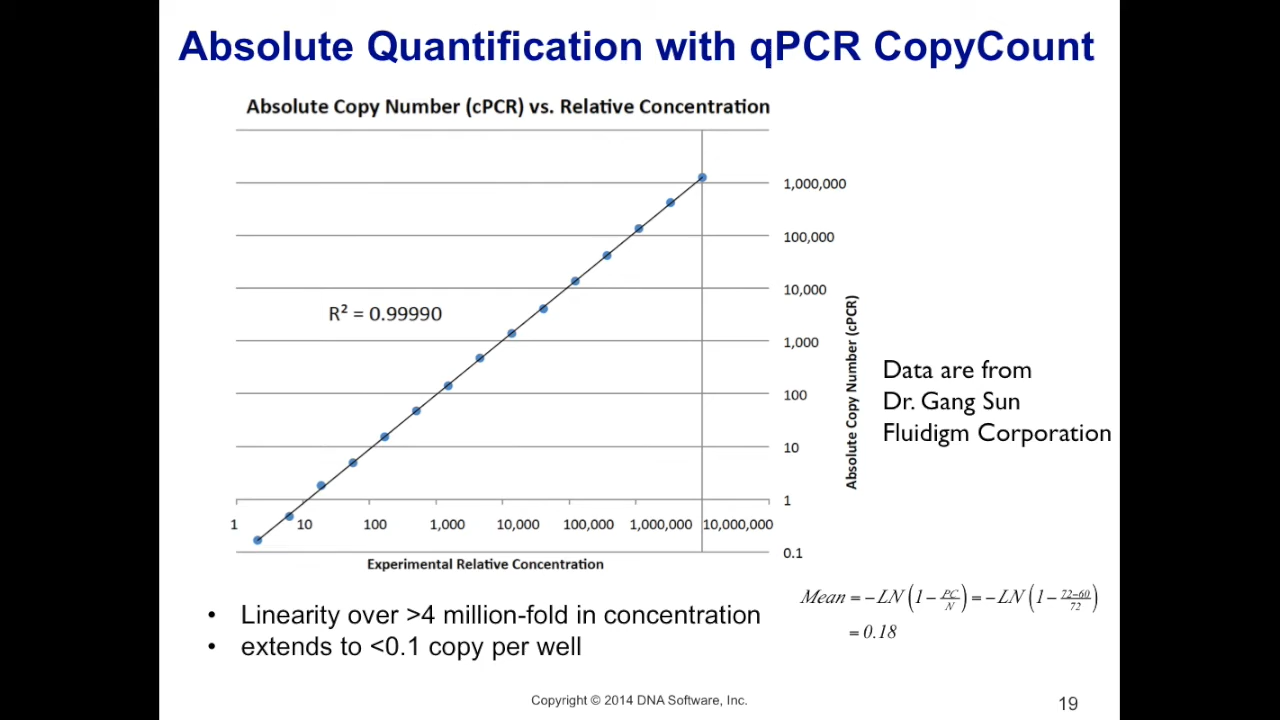 Absolute Quantification with qPCR CopyCount
Absolute Copy Number (cPCR) vs. Relative Concentration
1,000,000
100,000
10,000
1,000
100
10
1
0.1
R² = 0.99990
1 10 100 1,000 10,000 100,000 1,000,000 10,000,000
Experimental Relative Concentration
Absolute Copy Number (cPCR)
Data are from
Dr. Gang Sun
Fluidigm Corporation
Mean = −LN(1 − PC/N) = −LN(1 − 72−60/72)
= 0.18
• Linearity over >4 million-fold in concentration
• extends to <0.1 copy per well
Copyright © 2014 DNA Software, Inc.
19